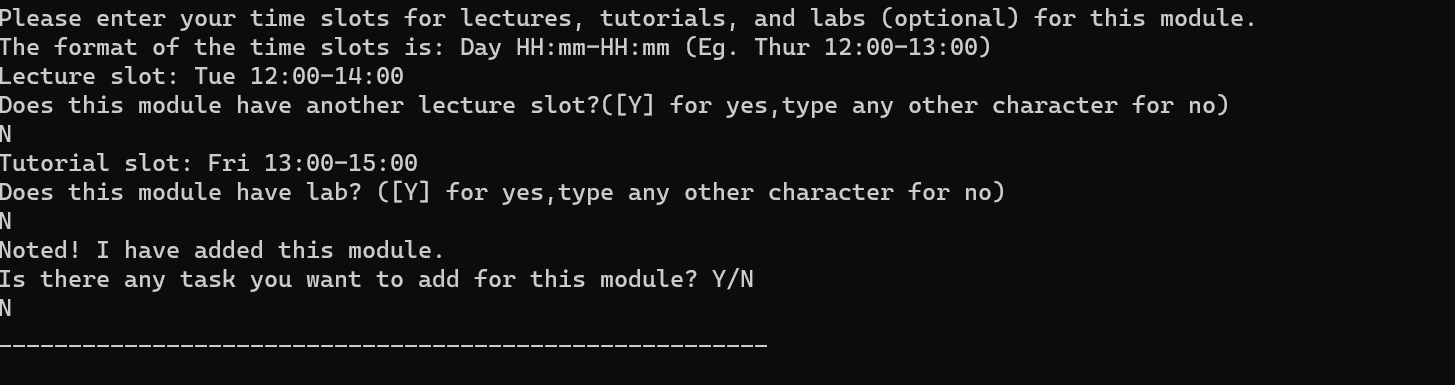 Please enter your time slots for lectures, tutorials, and labs (optional) for this module.
The format of the time slots is: Day HH:mm-HH:mm (Eg. Thur 12:00-13:00)
Lecture slot: Tue 12:00-14:00
Does this module have another lecture slot?([Y] for yes,type any other character for no)
N
Tutorial slot: Fri 13:00-15:00
Does this module have lab? ([Y] for yes,type any other character for no)
N
Noted! I have added this module.
Is there any task you want to add for this module? Y/N
N
_______________________________________________________